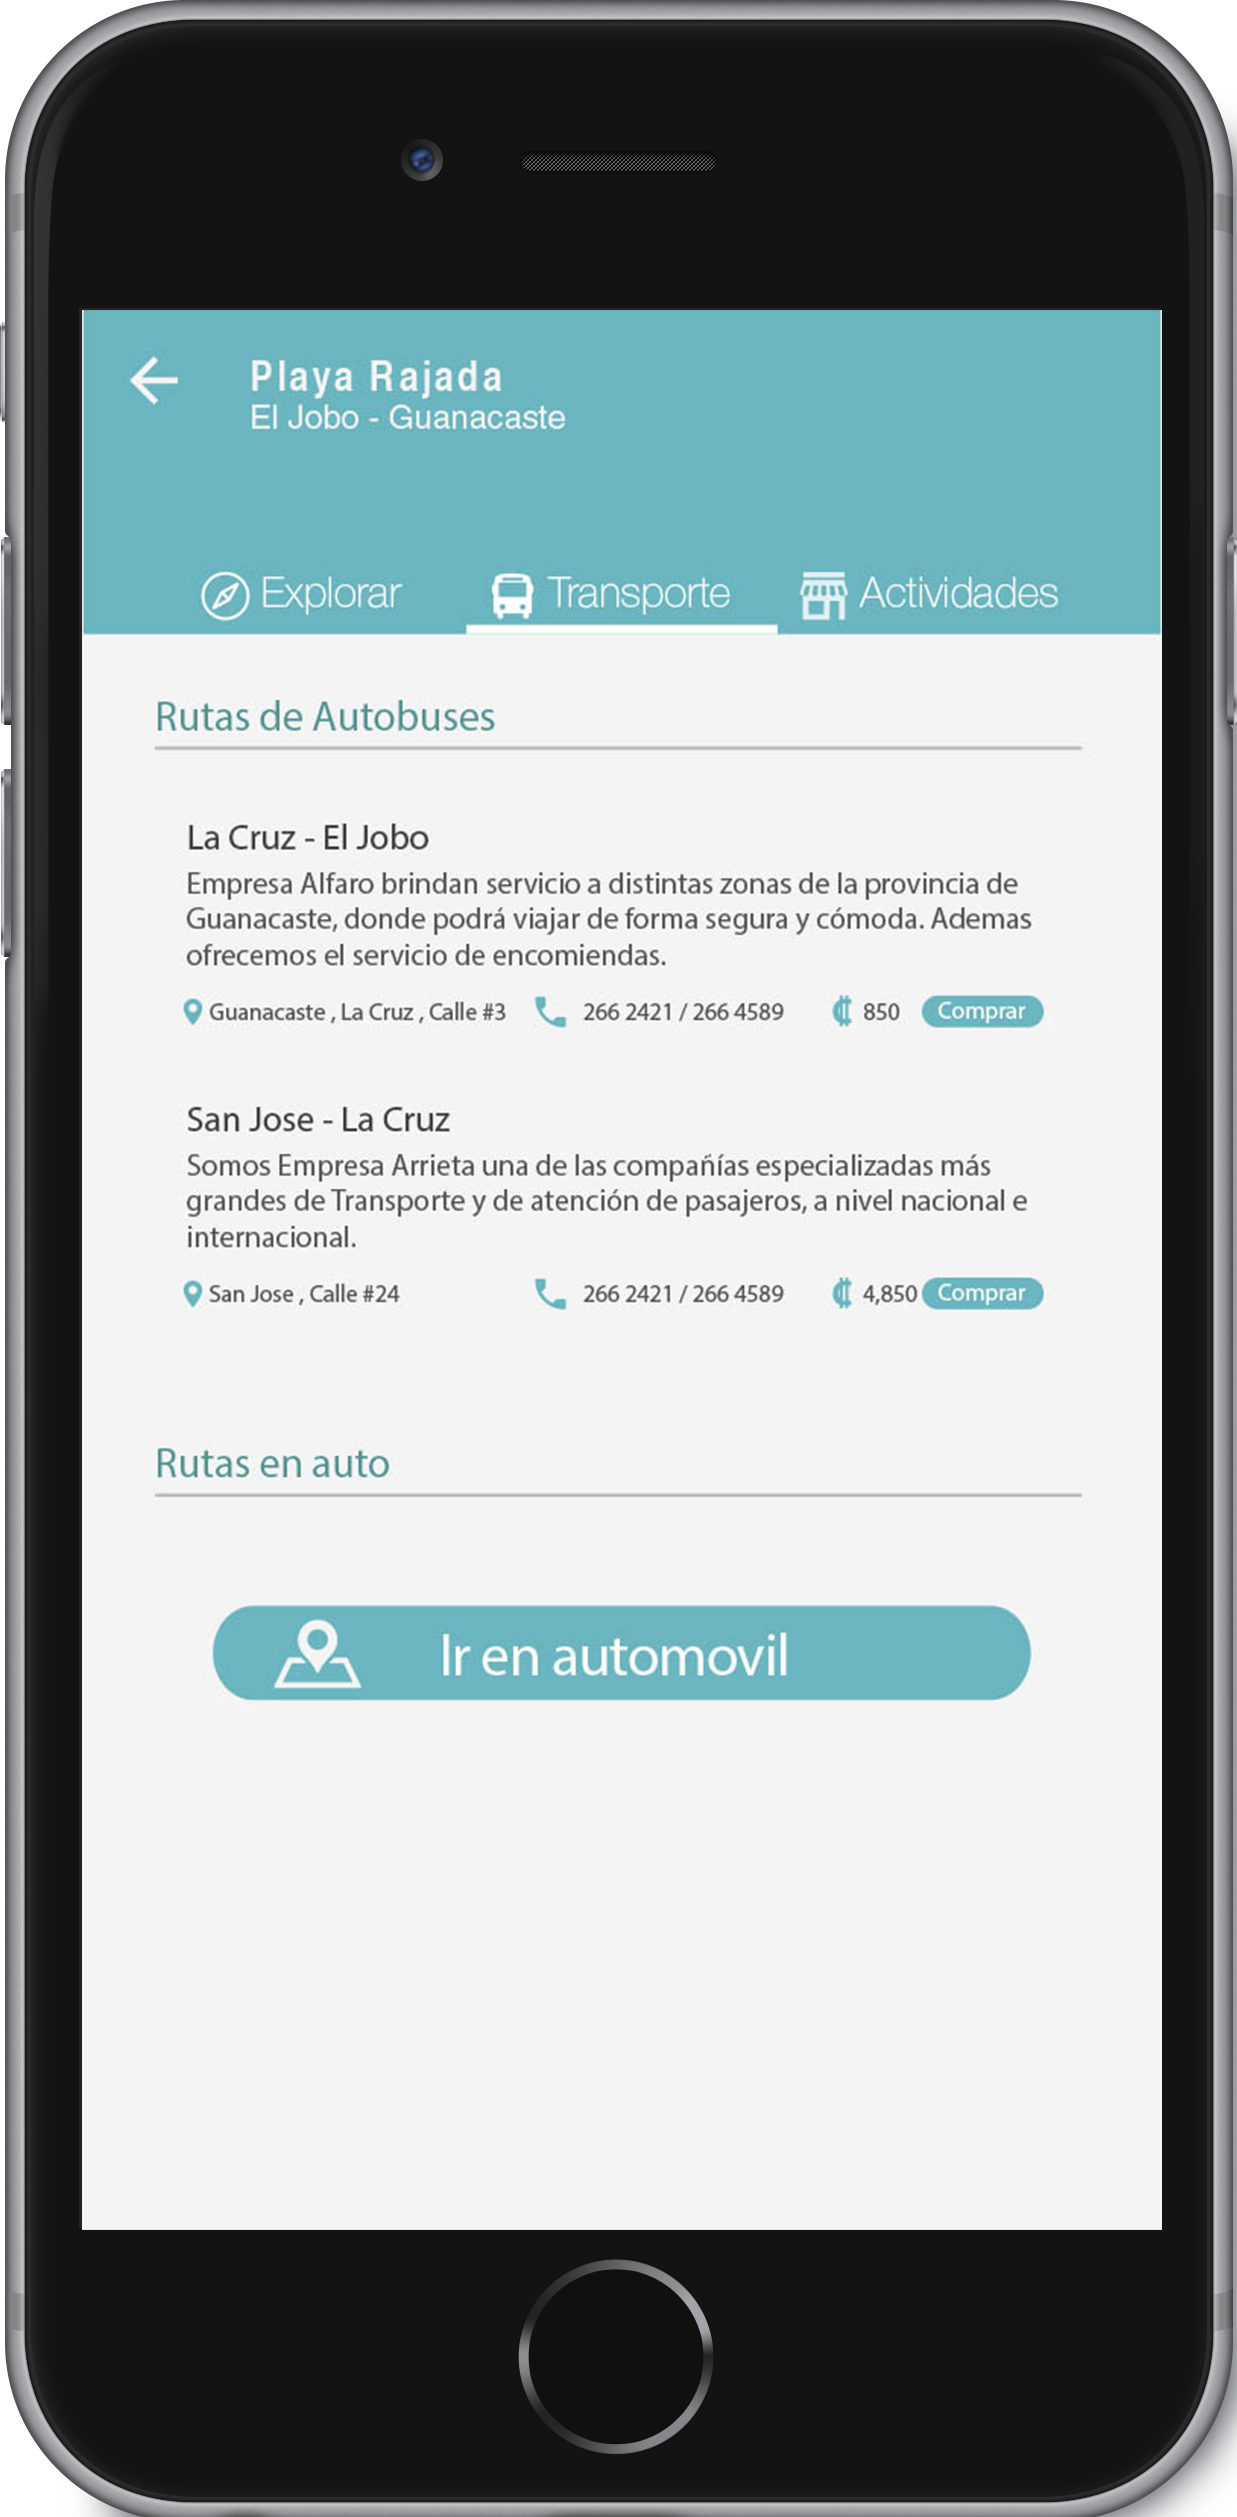 Playa Rajada
El Jobo - Guanacaste
Explorar Transporte Actividades
Rutas de Autobuses
La Cruz - El Jobo
Empresa Alfaro brindan servicio a distintas zonas de la provincia de
Guanacaste, donde podrá viajar de forma segura y cómoda. Ademas
ofrecemos el servicio de encomiendas.
Guanacaste , La Cruz , Calle #3 266 2421 / 266 4589 ₡ 850 Comprar
San Jose - La Cruz
Somos Empresa Arrieta una de las compañías especializadas más
grandes de Transporte y de atención de pasajeros, a nivel nacional e
internacional.
San Jose , Calle #24 266 2421 / 266 4589 ₡ 4,850 Comprar
Rutas en auto
Ir en automovil